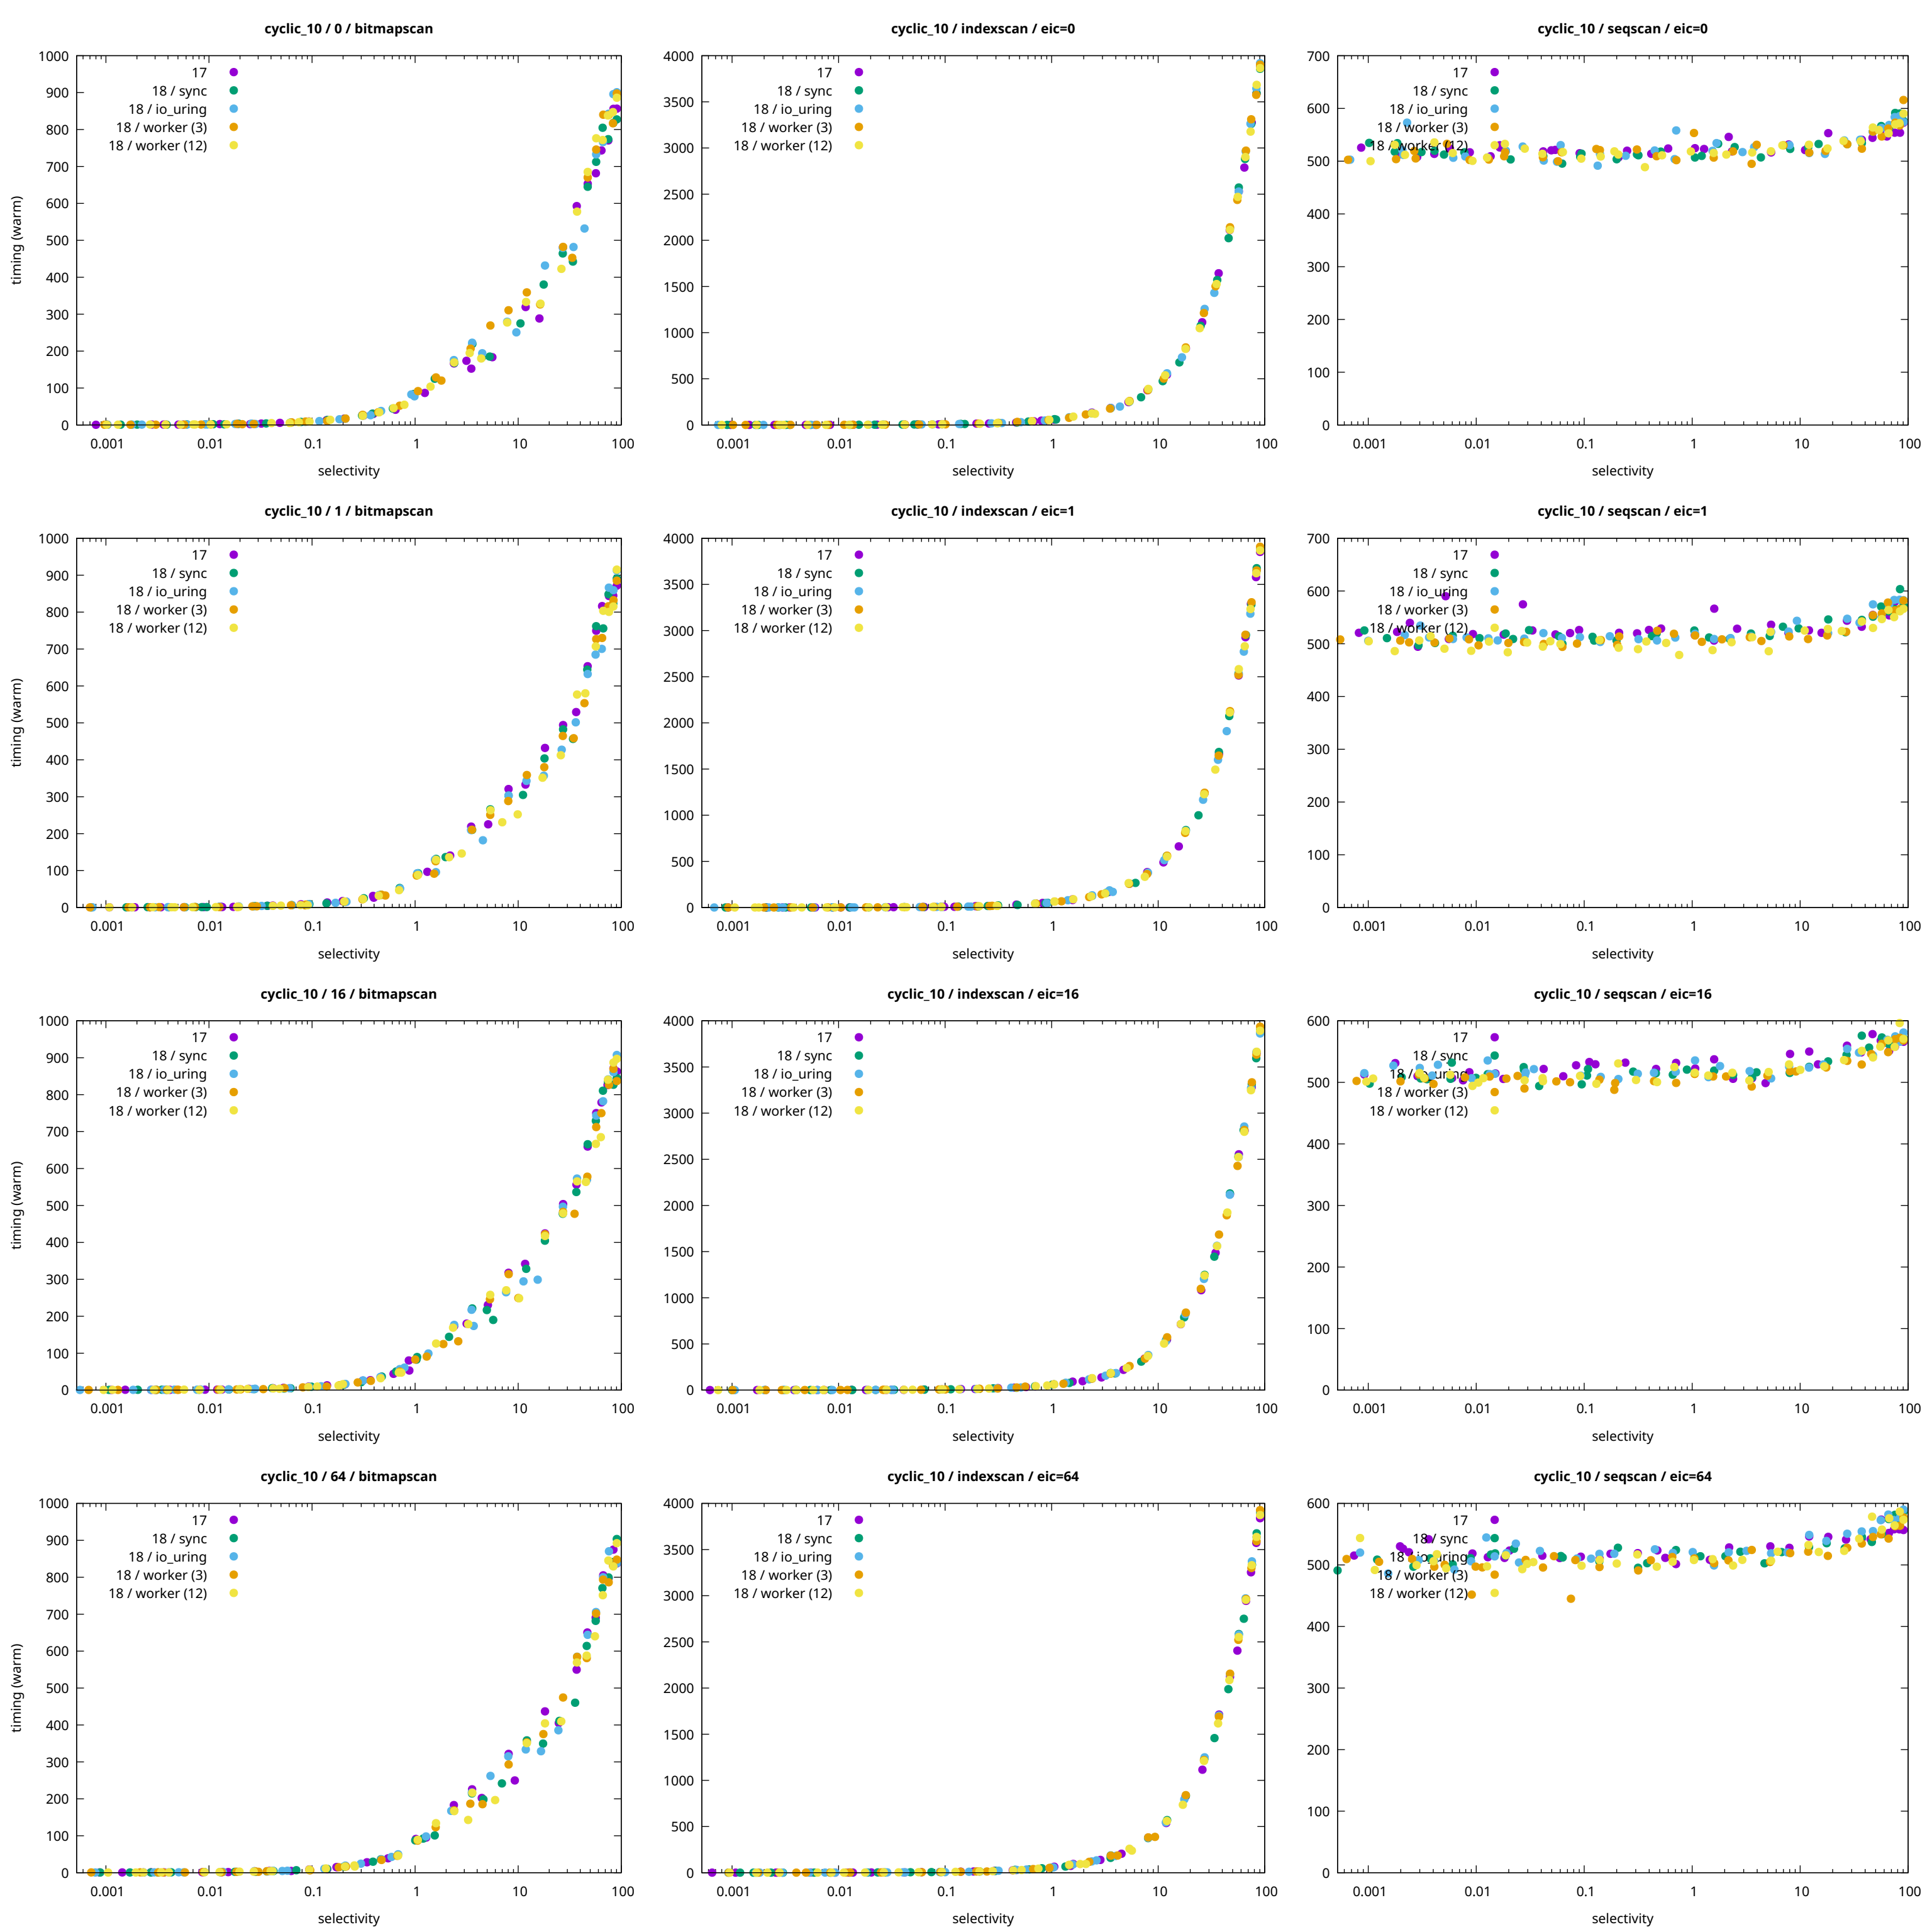 cyclic_10 / 0 / bitmapscan
1000
900
800
700
600
500
400
300
200
100
0
timing (warm)
17
18 / sync
18 / io_uring
18 / worker (3)
18 / worker (12)
0.001 0.01 0.1 1 10 100
selectivity
cyclic_10 / indexscan / eic=0
4000
3500
3000
2500
2000
1500
1000
500
0
17
18 / sync
18 / io_uring
18 / worker (3)
18 / worker (12)
0.001 0.01 0.1 1 10 100
selectivity
cyclic_10 / seqscan / eic=0
700
600
500
400
300
200
100
0
17
18 / sync
18 / io_uring
18 / worker (3)
18 / worker (12)
0.001 0.01 0.1 1 10 100
selectivity
cyclic_10 / 1 / bitmapscan
1000
900
800
700
600
500
400
300
200
100
0
timing (warm)
17
18 / sync
18 / io_uring
18 / worker (3)
18 / worker (12)
0.001 0.01 0.1 1 10 100
selectivity
cyclic_10 / indexscan / eic=1
4000
3500
3000
2500
2000
1500
1000
500
0
17
18 / sync
18 / io_uring
18 / worker (3)
18 / worker (12)
0.001 0.01 0.1 1 10 100
selectivity
cyclic_10 / seqscan / eic=1
700
600
500
400
300
200
100
0
17
18 / sync
18 / io_uring
18 / worker (3)
18 / worker (12)
0.001 0.01 0.1 1 10 100
selectivity
cyclic_10 / 16 / bitmapscan
1000
900
800
700
600
500
400
300
200
100
0
timing (warm)
17
18 / sync
18 / io_uring
18 / worker (3)
18 / worker (12)
0.001 0.01 0.1 1 10 100
selectivity
cyclic_10 / indexscan / eic=16
4000
3500
3000
2500
2000
1500
1000
500
0
17
18 / sync
18 / io_uring
18 / worker (3)
18 / worker (12)
0.001 0.01 0.1 1 10 100
selectivity
cyclic_10 / seqscan / eic=16
600
500
400
300
200
100
0
17
18 / sync
18 / io_uring
18 / worker (3)
18 / worker (12)
0.001 0.01 0.1 1 10 100
selectivity
cyclic_10 / 64 / bitmapscan
1000
900
800
700
600
500
400
300
200
100
0
timing (warm)
17
18 / sync
18 / io_uring
18 / worker (3)
18 / worker (12)
0.001 0.01 0.1 1 10 100
selectivity
cyclic_10 / indexscan / eic=64
4000
3500
3000
2500
2000
1500
1000
500
0
17
18 / sync
18 / io_uring
18 / worker (3)
18 / worker (12)
0.001 0.01 0.1 1 10 100
selectivity
cyclic_10 / seqscan / eic=64
600
500
400
300
200
100
0
17
18 / sync
18 / io_uring
18 / worker (3)
18 / worker (12)
0.001 0.01 0.1 1 10 100
selectivity